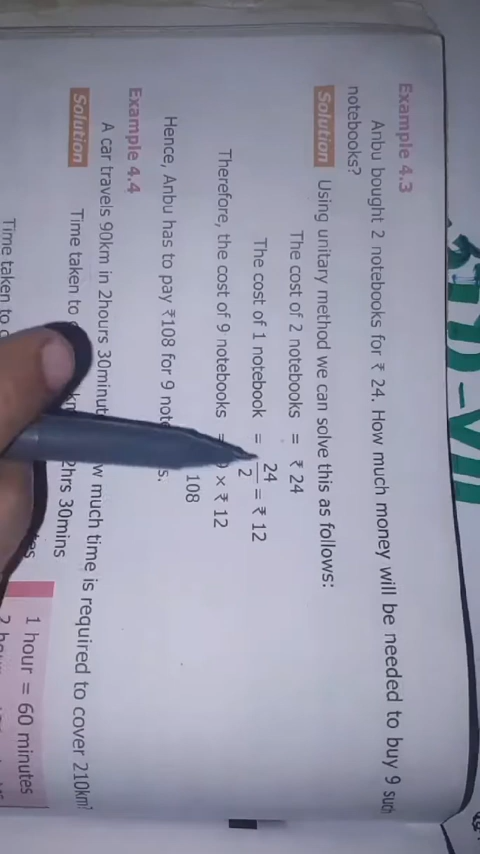 STD-VII
Example 4.3
Anbu bought 2 notebooks for ₹ 24. How much money will be needed to buy 9 such
notebooks?
Solution Using unitary method we can solve this as follows:
The cost of 2 notebooks = ₹ 24
The cost of 1 notebook = 24/2 = ₹ 12
Therefore, the cost of 9 notebooks = 9 × ₹ 12
108
Hence, Anbu has to pay ₹108 for 9 s.
Example 4.4
A car travels 90km in 2hours 30minut w much time is required to cover 210km?
Solution Time taken to km 2hrs 30mins
Time taken to
1 hour = 60 minutes